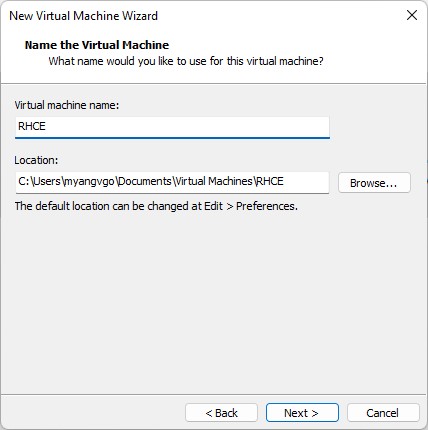 New Virtual Machine Wizard
Name the Virtual Machine
What name would you like to use for this virtual machine?
Virtual machine name:
RHCE
Location:
C:\Users\myangvgo\Documents\Virtual Machines\RHCE
Browse...
The default location can be changed at Edit > Preferences.
< Back
Next >
Cancel